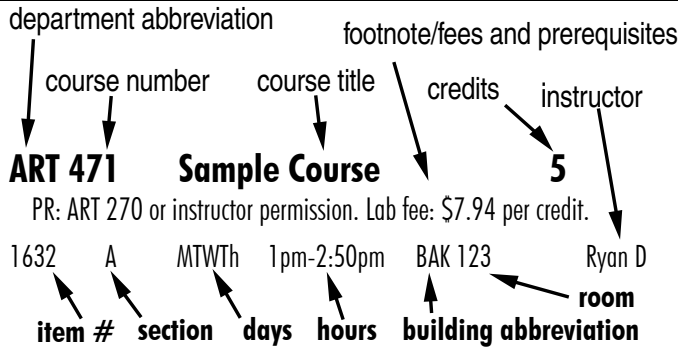 department abbreviation
footnote/fees and prerequisites
course number course title credits instructor
ART 471 Sample Course 5
PR: ART 270 or instructor permission. Lab fee: $7.94 per credit.
1632 A MTWTh 1pm-2:50pm BAK 123 Ryan D
room
item # section days hours building abbreviation